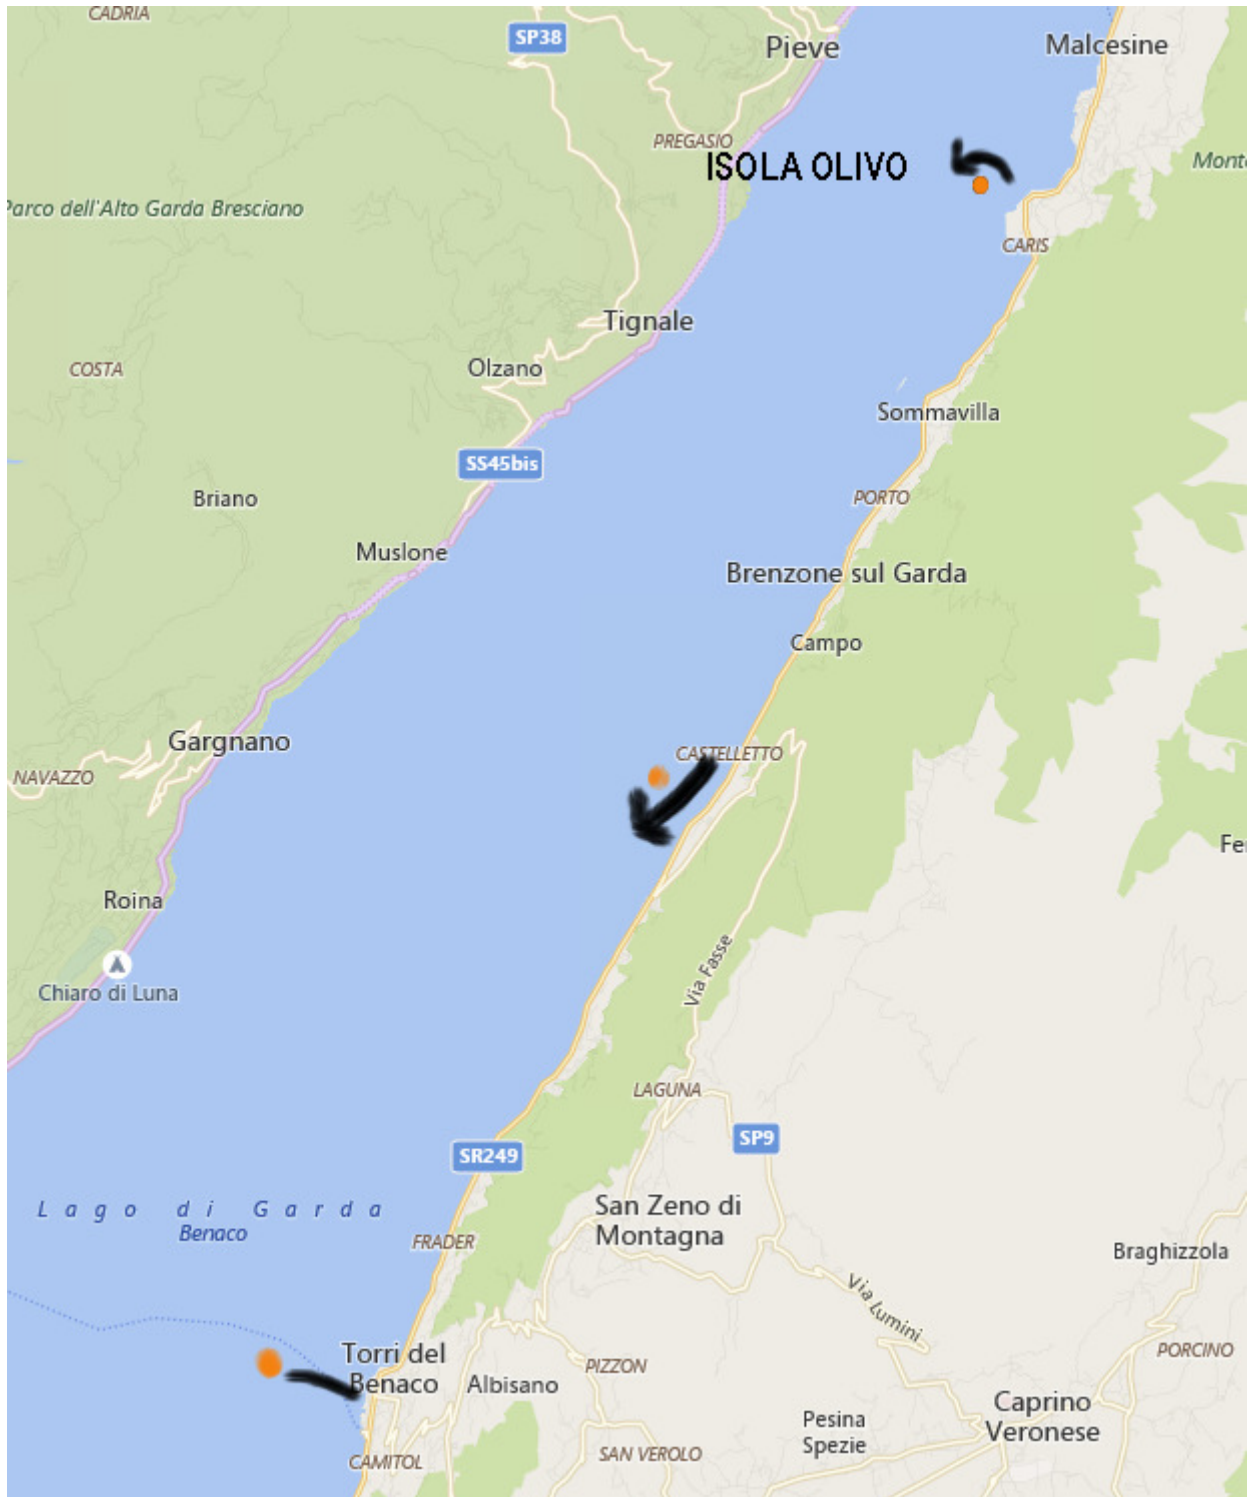 CADRIA
SP38
Pieve
Malcesine
PREGASIO
ISOLA OLIVO
Parco dell'Alto Garda Bresciano
CARIS
Tignale
COSTA
Olzano
Sommavilla
SS45bis
Briano
PORTO
Muslone
Brenzone sul Garda
Campo
Gargnano
CASTELLETTO
NAVAZZO
Roina
Via Fasse
Chiaro di Luna
LAGUNA
SP9
SR249
Lago di Garda
Benaco
San Zeno di
Montagna
FRADER
Braghizzola
Via Lumini
Torri del
Benaco
Albisano
PIZZON
PORCINO
Caprino
Veronese
Pesina
Spezie
CAMITOL
SAN VEROLO